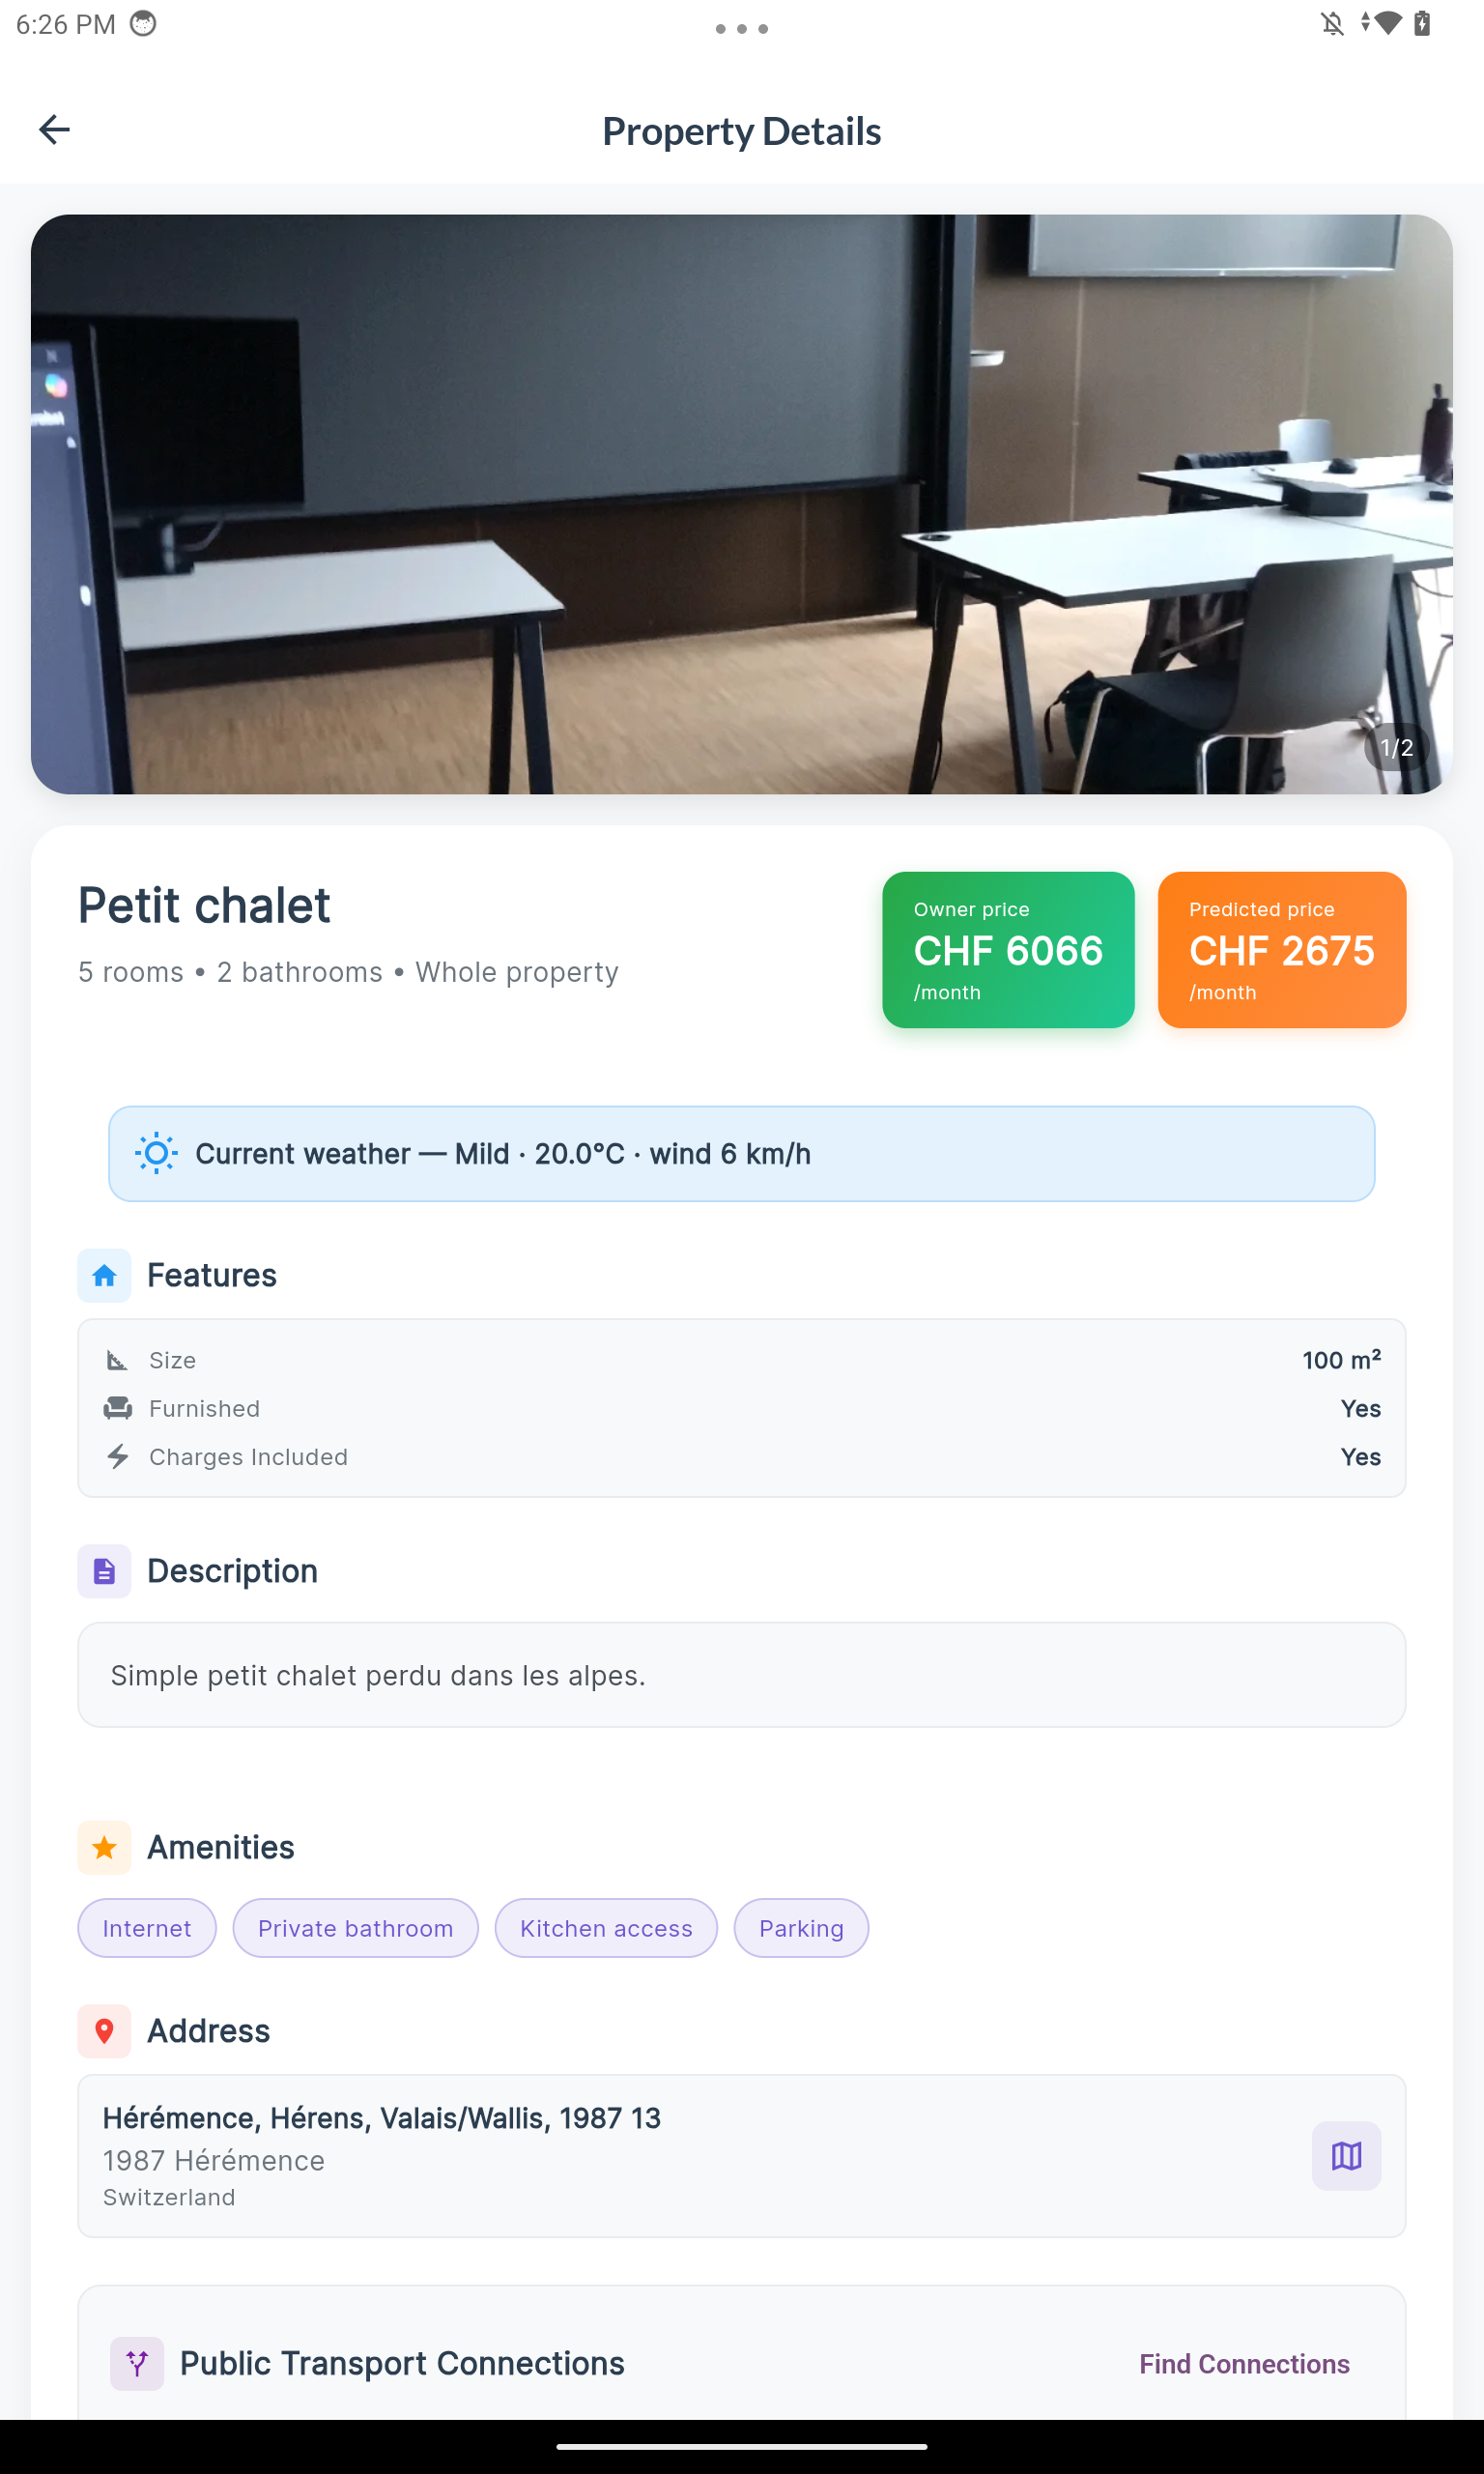 6:26 PM
Property Details
1/2
Petit chalet
5 rooms • 2 bathrooms • Whole property
Owner price
CHF 6066
/month
Predicted price
CHF 2675
/month
Current weather — Mild · 20.0°C · wind 6 km/h
Features
Size
100 m²
Furnished
Yes
Charges Included
Yes
Description
Simple petit chalet perdu dans les alpes.
Amenities
Internet
Private bathroom
Kitchen access
Parking
Address
Hérémence, Hérens, Valais/Wallis, 1987 13
1987 Hérémence
Switzerland
Public Transport Connections
Find Connections